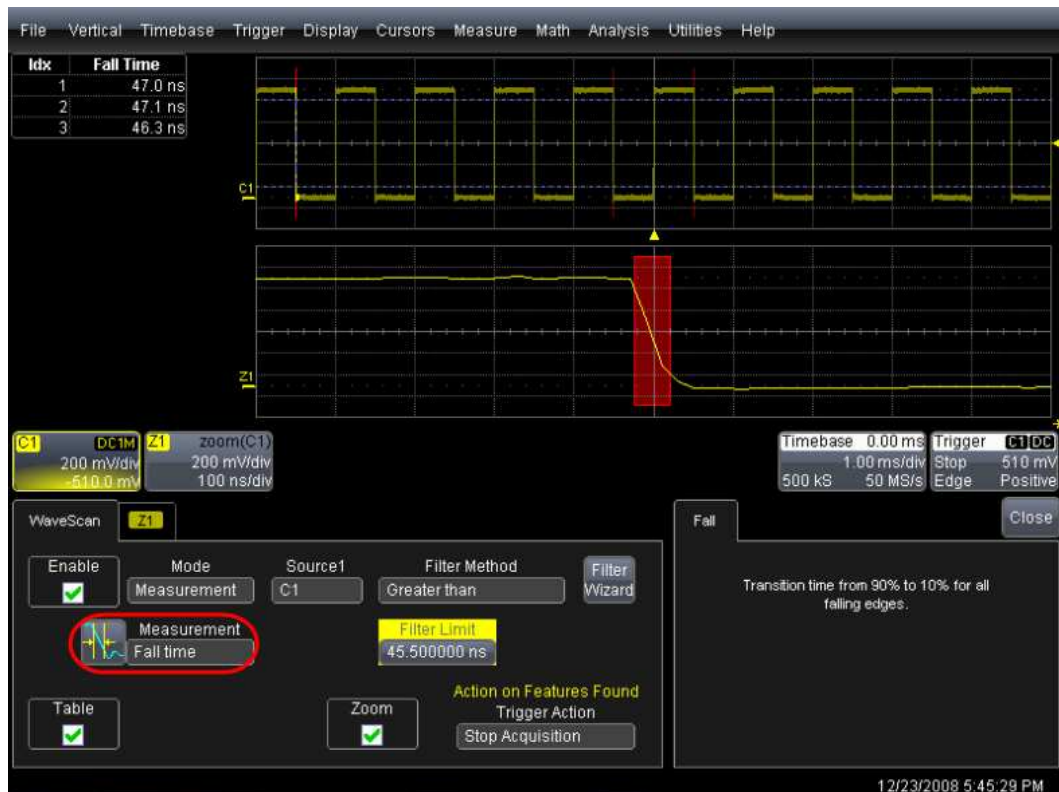 File Vertical Timebase Trigger Display Cursors Measure Math Analysis Utilities Help
Idx Fall Time
1 47.0 ns
2 47.1 ns
3 46.3 ns
C1
Z1
C1 DC1M
200 mV/div
-510.0 mV
Z1 zoom(C1)
200 mV/div
100 ns/div
Timebase 0.00 ms
1.00 ms/div
500 kS 50 MS/s
Trigger C1 DC
Stop 510 mV
Edge Positive
WaveScan Z1
Enable
Mode
Measurement
Source1
C1
Filter Method
Greater than
Filter Wizard
Measurement
Fall time
Filter Limit
45.500000 ns
Table
Zoom
Action on Features Found
Trigger Action
Stop Acquisition
Fall
Close
Transition time from 90% to 10% for all
falling edges.
12/23/2008 5:45:29 PM